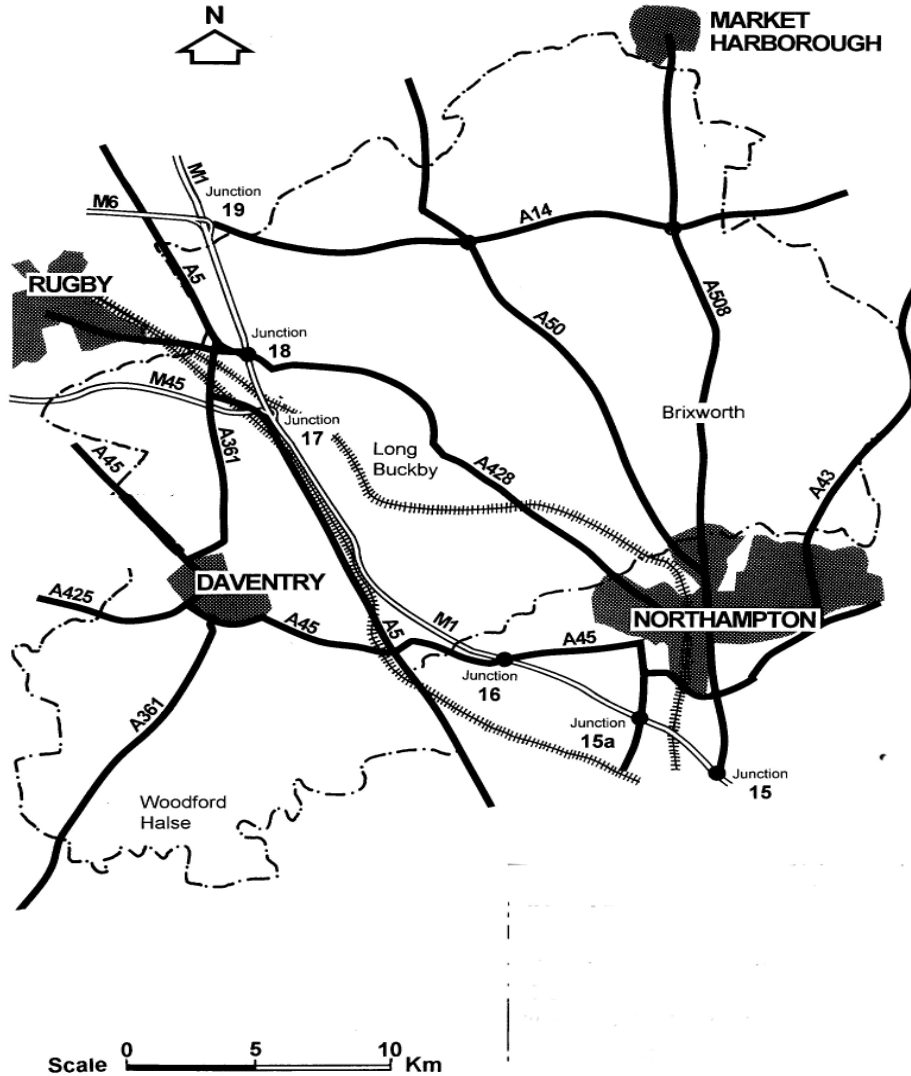 N
MARKET
HARBOROUGH
M1
Junction
19
M6
A14
A5
RUGBY
A508
A50
Junction
18
M45
Brixworth
Junction
17
A361
Long
Buckby
A45
A428
A43
DAVENTRY
A425
NORTHAMPTON
A45
A5
M1
A45
Junction
16
A361
Junction
15a
Junction
15
Woodford
Halse
Scale 0 5 10 Km